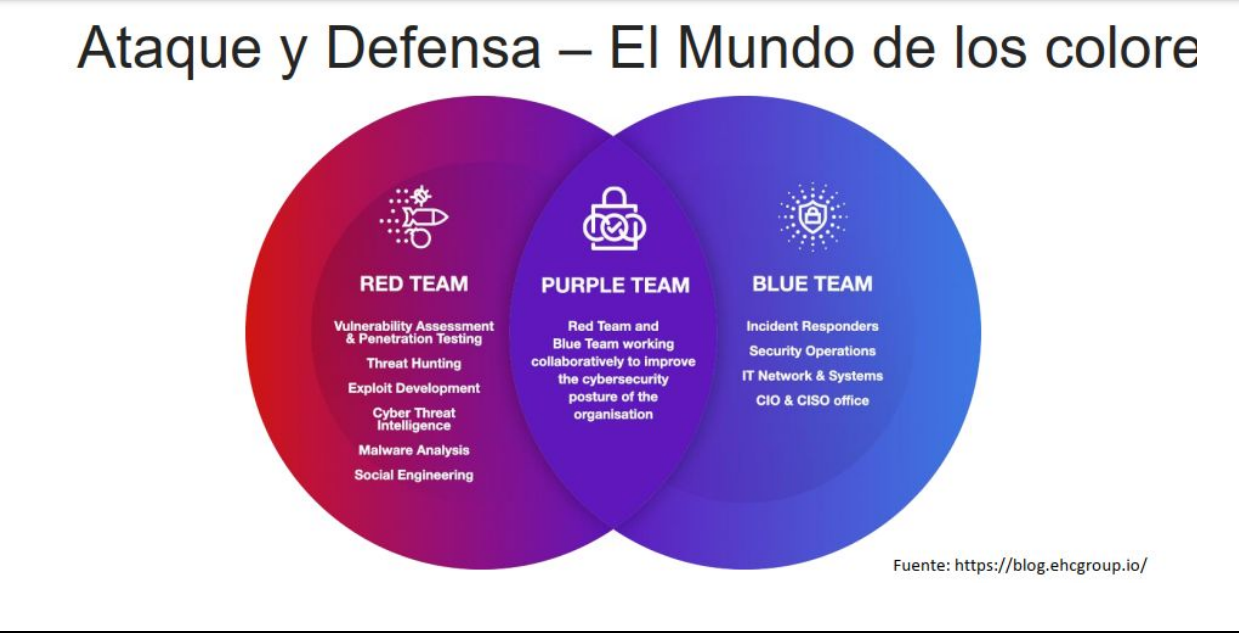 Ataque y Defensa – El Mundo de los colore
RED TEAM
Vulnerability Assessment
& Penetration Testing
Threat Hunting
Exploit Development
Cyber Threat
Intelligence
Malware Analysis
Social Engineering
PURPLE TEAM
Red Team and
Blue Team working
collaboratively to improve
the cybersecurity
posture of the
organisation
BLUE TEAM
Incident Responders
Security Operations
IT Network & Systems
CIO & CISO office
Fuente: https://blog.ehcgroup.io/